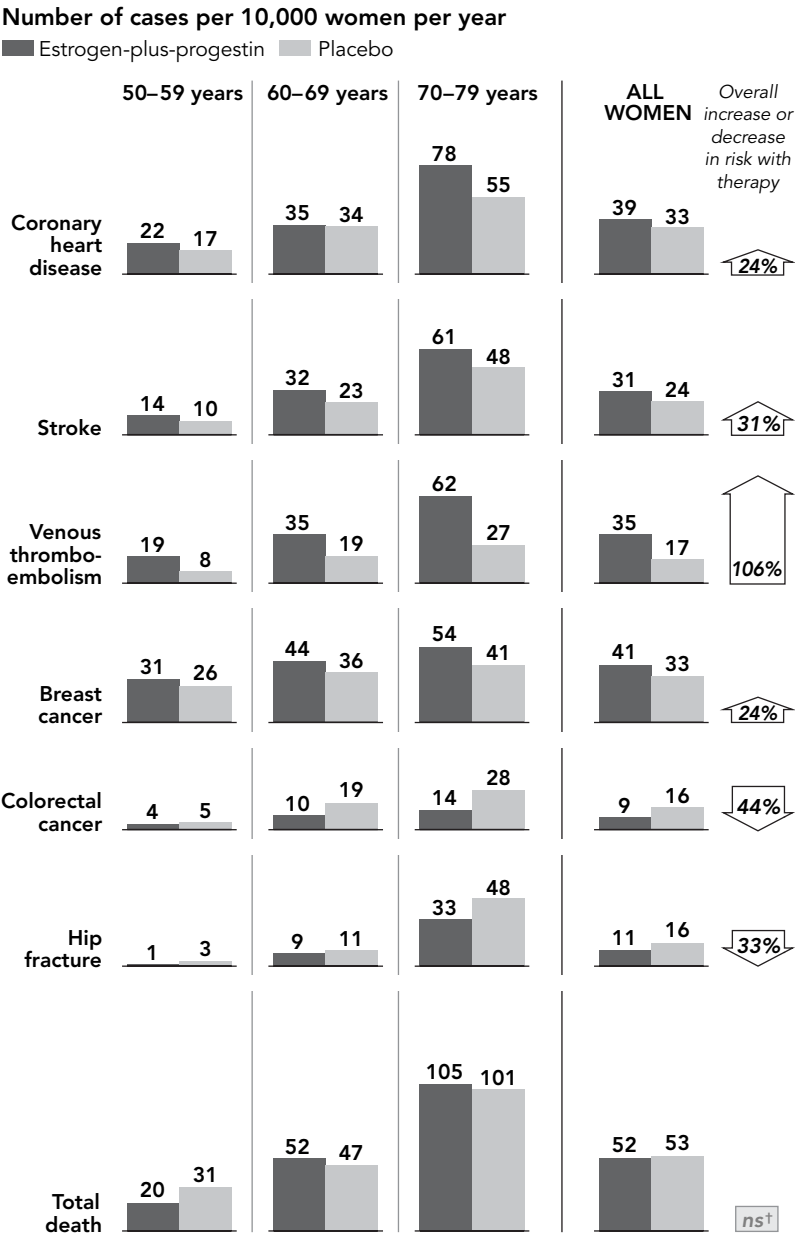 Number of cases per 10,000 women per year
Estrogen-plus-progestin Placebo
50–59 years 60–69 years 70–79 years ALL
WOMEN
Overall
increase or
decrease
in risk with
therapy
Coronary
heart
disease
22 17 35 34 78 55 39 33 24%
Stroke
14 10 32 23 61 48 31 24 31%
Venous
thrombo-
embolism
19 8 35 19 62 27 35 17 106%
Breast
cancer
31 26 44 36 54 41 41 33 24%
Colorectal
cancer
4 5 10 19 14 28 9 16 44%
Hip
fracture
1 3 9 11 33 48 11 16 33%
Total
death
20 31 52 47 105 101 52 53 ns†